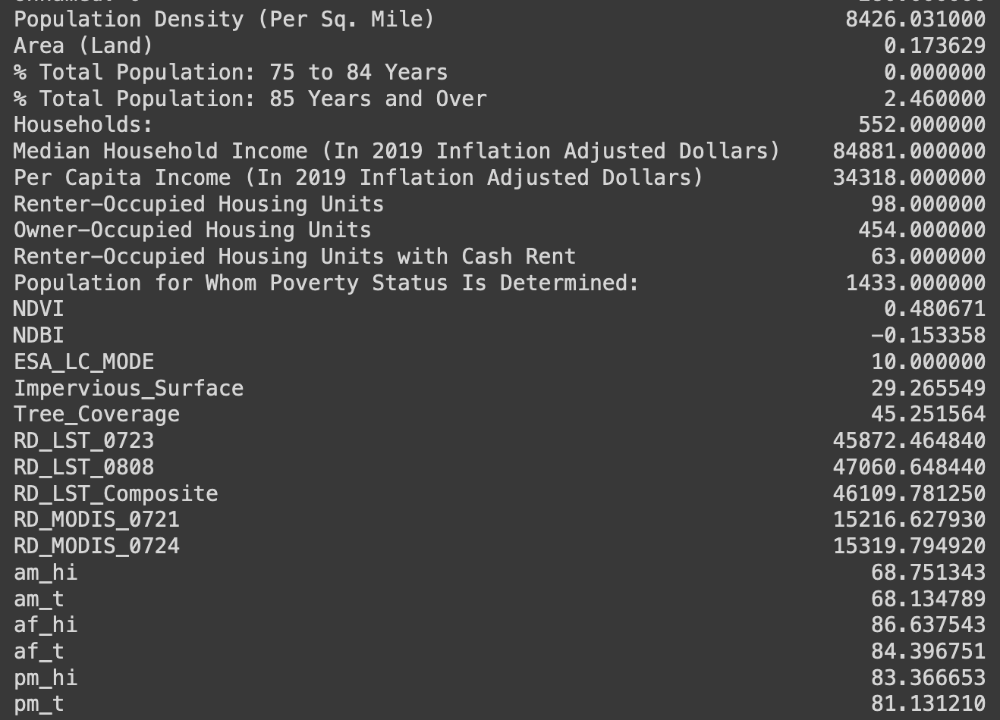 Population Density (Per Sq. Mile) 8426.031000
Area (Land) 0.173629
% Total Population: 75 to 84 Years 0.000000
% Total Population: 85 Years and Over 2.460000
Households: 552.000000
Median Household Income (In 2019 Inflation Adjusted Dollars) 84881.000000
Per Capita Income (In 2019 Inflation Adjusted Dollars) 34318.000000
Renter-Occupied Housing Units 98.000000
Owner-Occupied Housing Units 454.000000
Renter-Occupied Housing Units with Cash Rent 63.000000
Population for Whom Poverty Status Is Determined: 1433.000000
NDVI 0.480671
NDBI -0.153358
ESA_LC_MODE 10.000000
Impervious_Surface 29.265549
Tree_Coverage 45.251564
RD_LST_0723 45872.464840
RD_LST_0808 47060.648440
RD_LST_Composite 46109.781250
RD_MODIS_0721 15216.627930
RD_MODIS_0724 15319.794920
am_hi 68.751343
am_t 68.134789
af_hi 86.637543
af_t 84.396751
pm_hi 83.366653
pm_t 81.131210